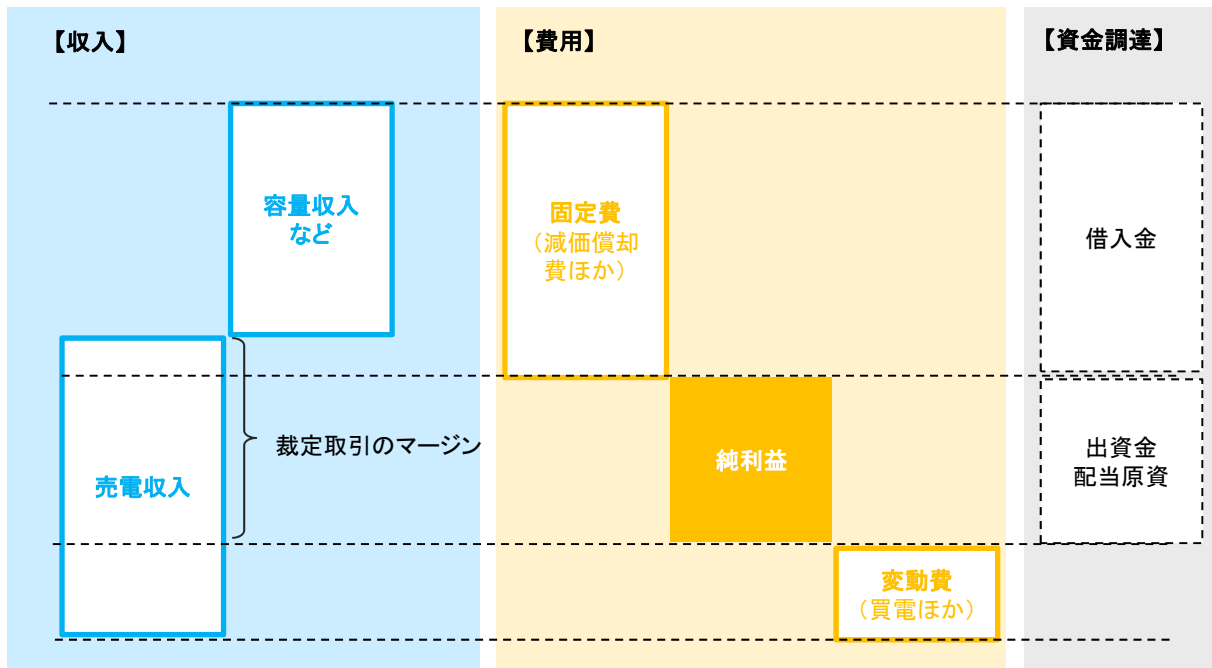 【収入】
容量収入
など
売電収入
裁定取引のマージン
【費用】
固定費
（減価償却
費ほか）
純利益
変動費
（買電ほか）
【資金調達】
借入金
出資金
配当原資